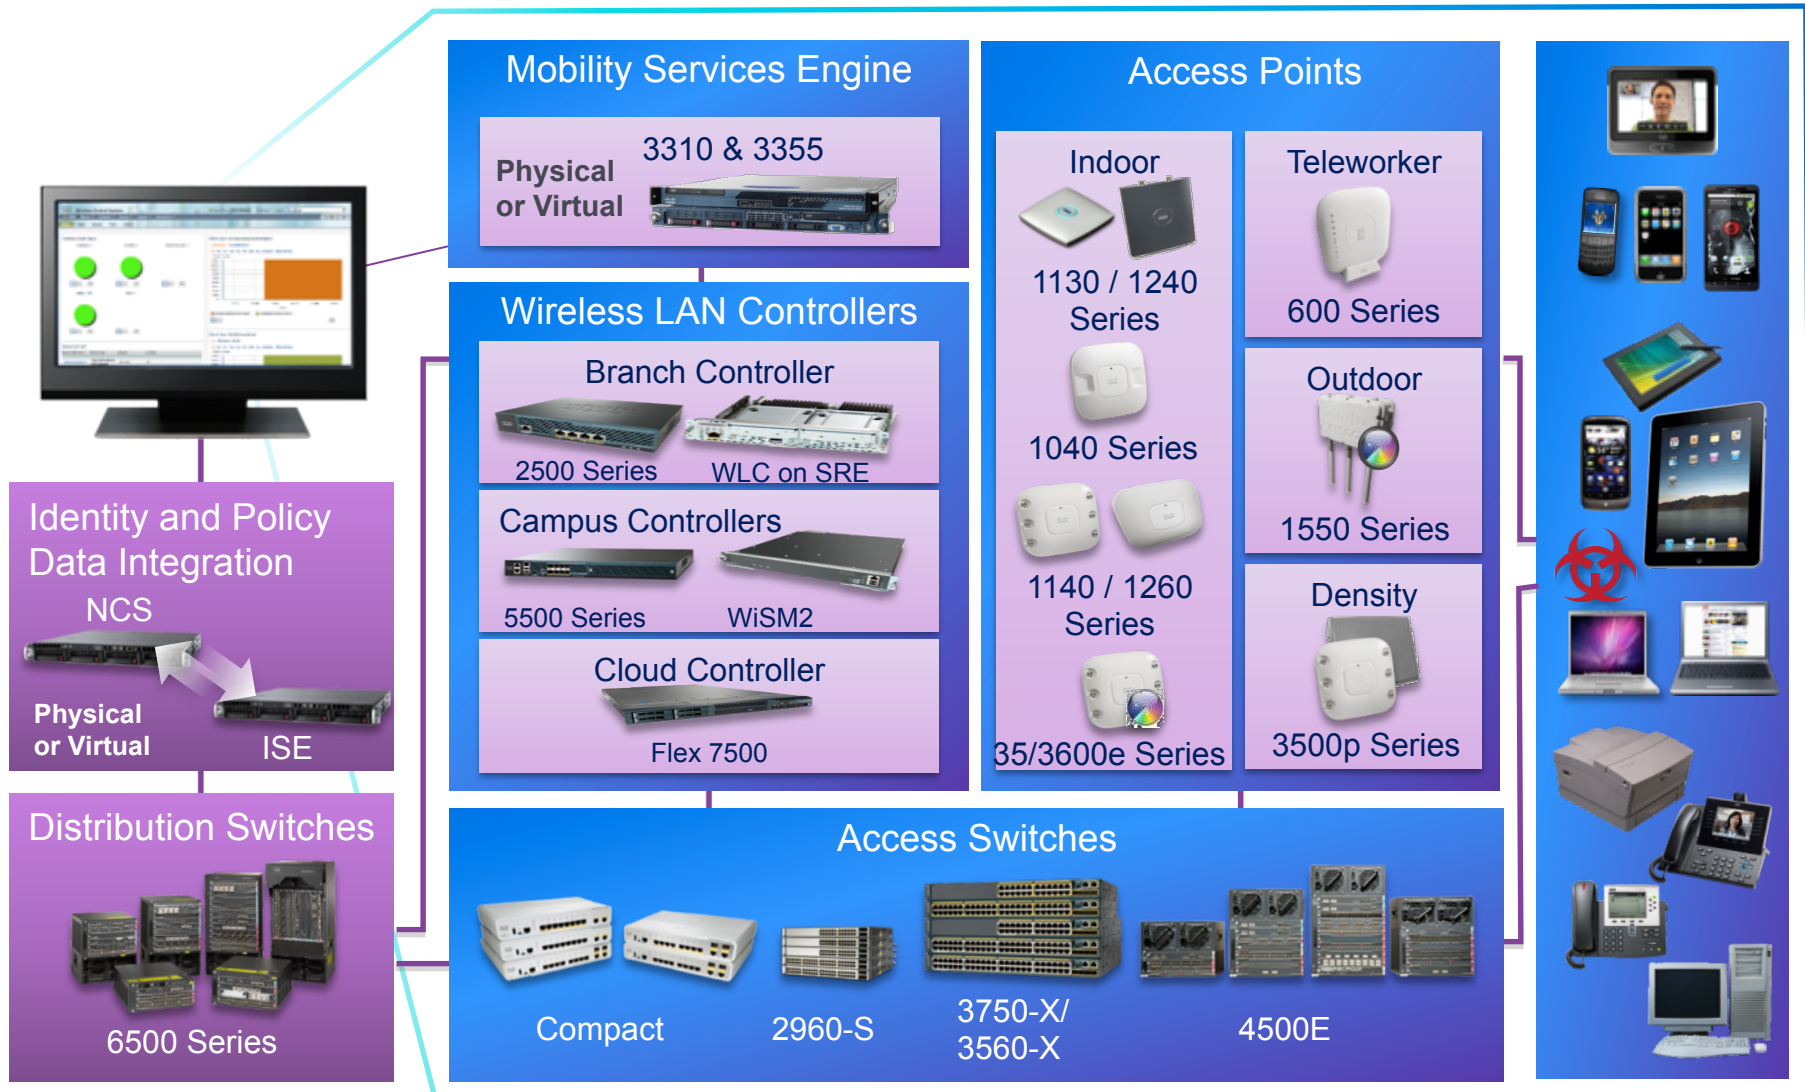 Mobility Services Engine
3310 & 3355
Physical
or Virtual
Wireless LAN Controllers
Branch Controller
2500 Series
WLC on SRE
Campus Controllers
5500 Series
WiSM2
Cloud Controller
Flex 7500
Access Points
Indoor
1130 / 1240
Series
1040 Series
1140 / 1260
Series
35/3600e Series
Teleworker
600 Series
Outdoor
1550 Series
Density
3500p Series
Identity and Policy
Data Integration
NCS
Physical
or Virtual
ISE
Distribution Switches
6500 Series
Access Switches
Compact
2960-S
3750-X/
3560-X
4500E